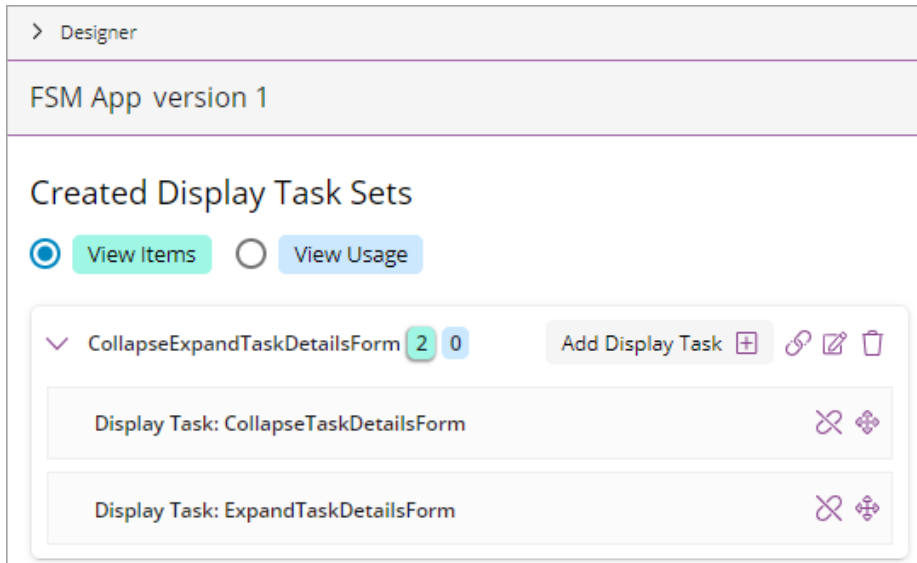 Designer
FSM App version 1
Created Display Task Sets
View Items View Usage
CollapseExpandTaskDetailsForm 2 0 Add Display Task
Display Task: CollapseTaskDetailsForm
Display Task: ExpandTaskDetailsForm